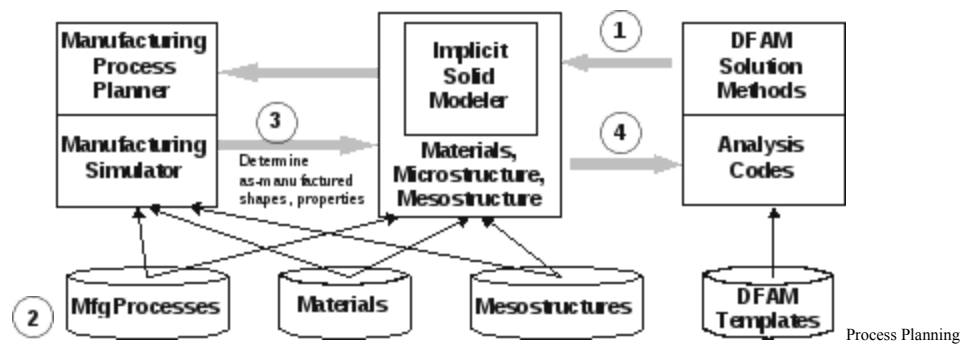 Manufacturing
Process
Planner
Manufacturing
Simulator
3
Determine
as-manufactured
shapes, properties
Implicit
Solid
Modeler
Materials,
Microstructure,
Mesostructure
1
4
DFAM
Solution
Methods
Analysis
Codes
2
Mfg Processes
Materials
Mesostructures
DFAM
Templates
Process Planning